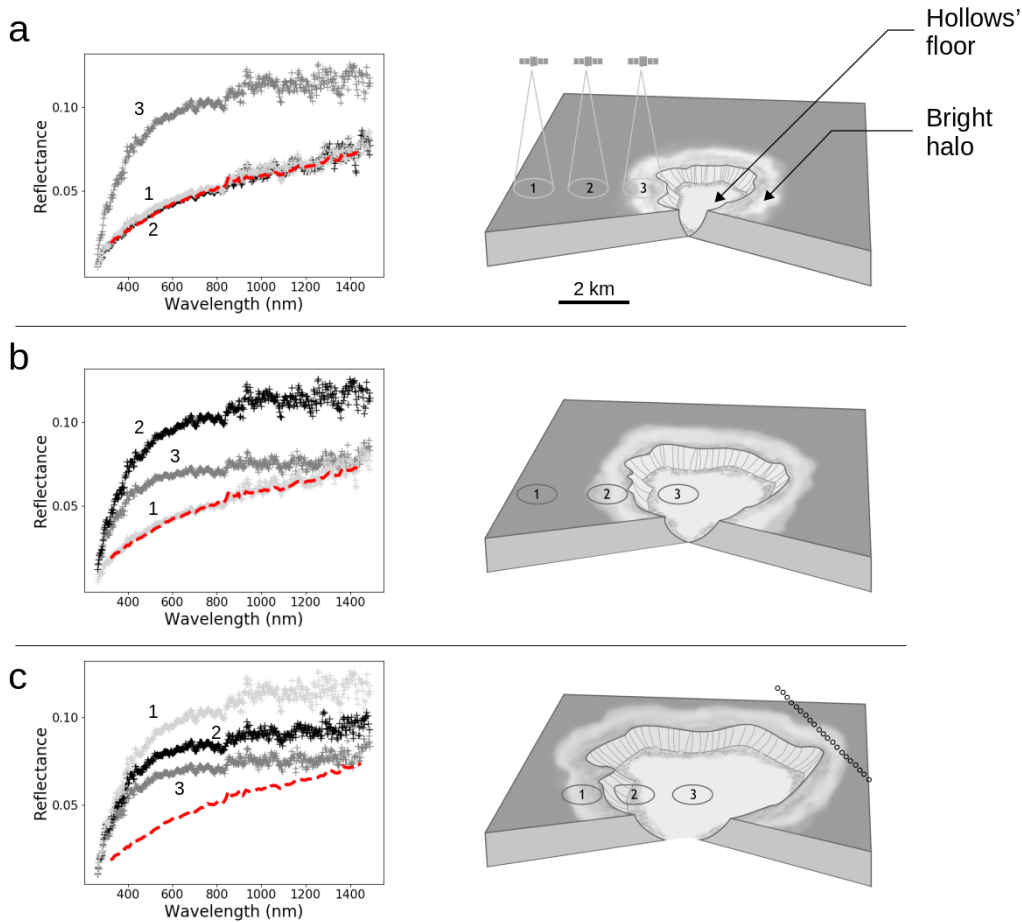 a
Reflectance
0.10
0.05
3
1
2
400 600 800 1000 1200 1400
Wavelength (nm)
Hollows’
floor
Bright
halo
1 2 3
2 km
b
Reflectance
0.10
0.05
2
3
1
400 600 800 1000 1200 1400
Wavelength (nm)
1 2 3
c
Reflectance
0.10
0.05
1
2
3
400 600 800 1000 1200 1400
Wavelength (nm)
1 2 3